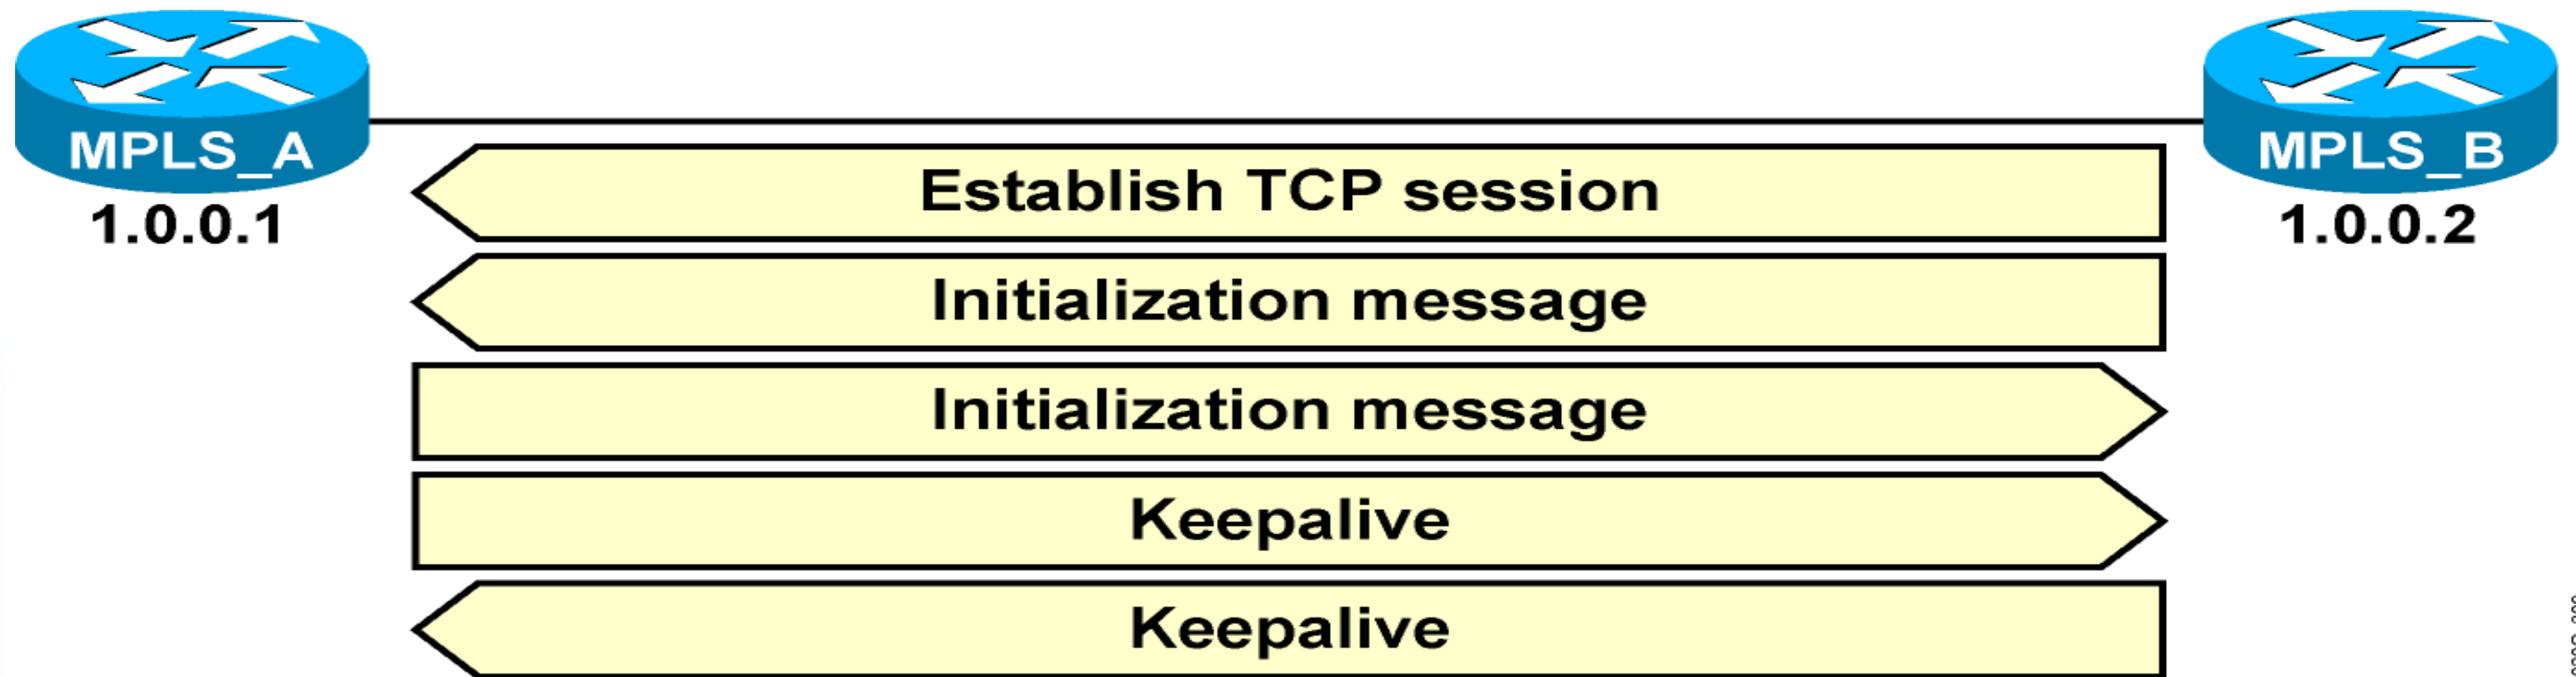 MPLS_A
1.0.0.1
MPLS_B
1.0.0.2
Establish TCP session
Initialization message
Initialization message
Keepalive
Keepalive